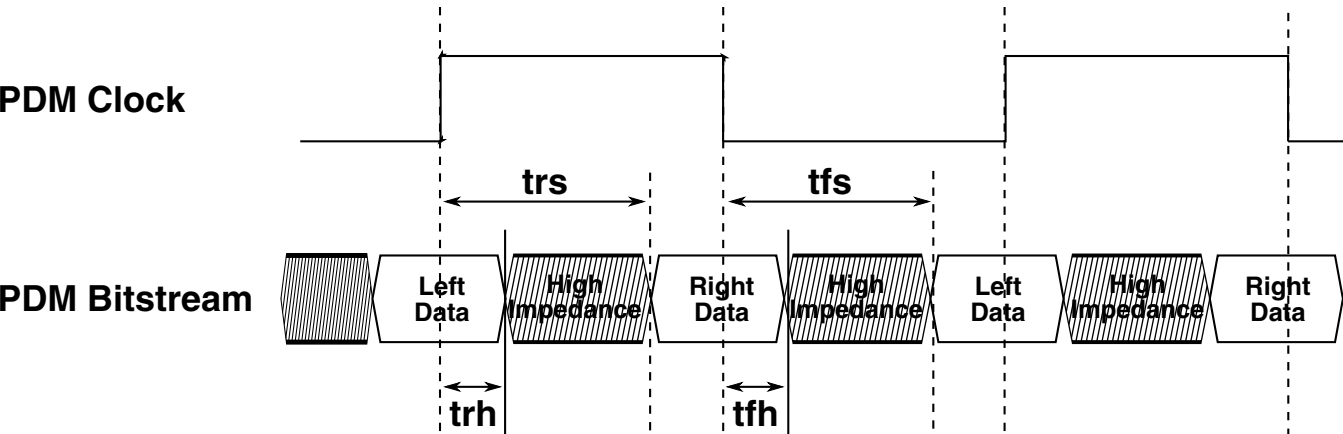 PDM Clock
trs
tfs
PDM Bitstream
Left
Data
High
Impedance
Right
Data
High
Impedance
Left
Data
High
Impedance
Right
Data
trh
tfh